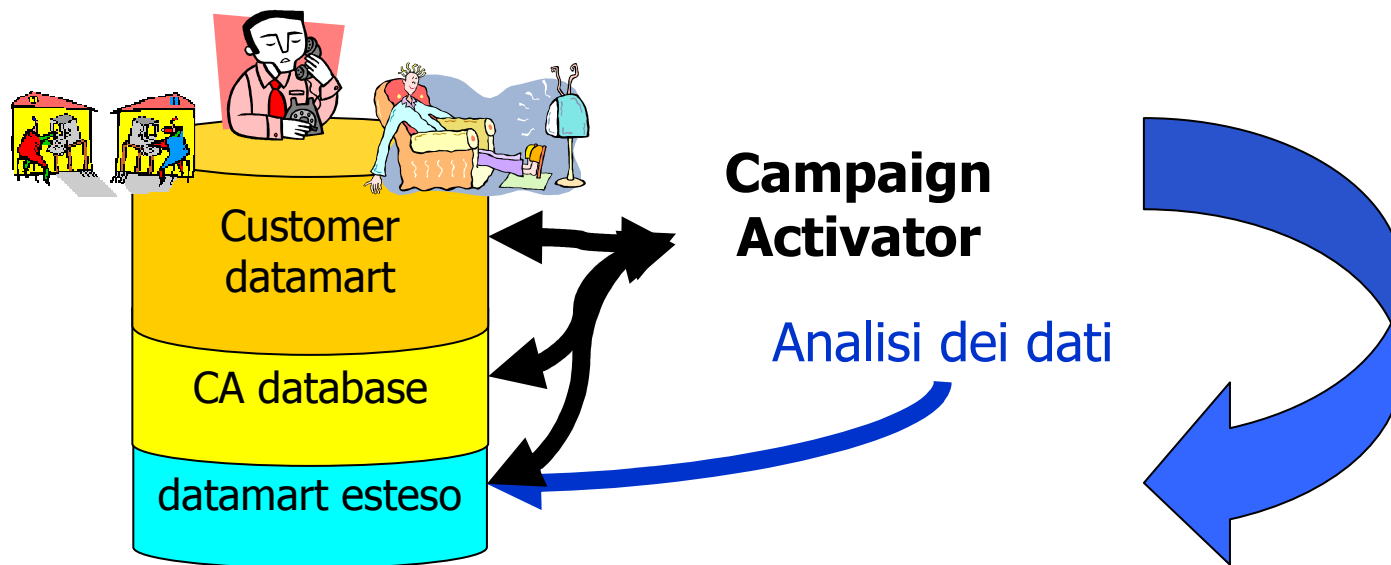 Customer
datamart
CA database
datamart esteso
Campaign
Activator
Analisi dei dati